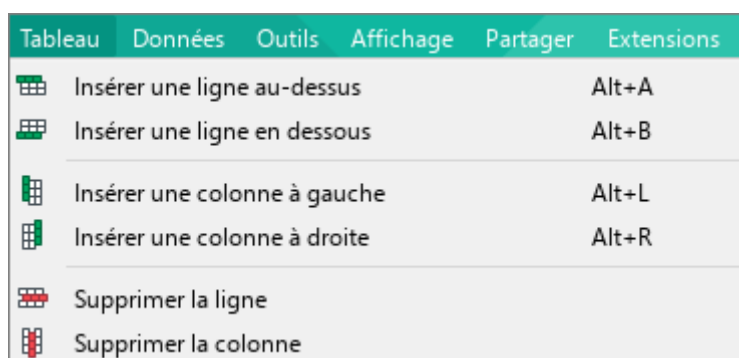 Tableau Données Outils Affichage Partager Extensions
Insérer une ligne au-dessus Alt+A
Insérer une ligne en dessous Alt+B
Insérer une colonne à gauche Alt+L
Insérer une colonne à droite Alt+R
Supprimer la ligne
Supprimer la colonne